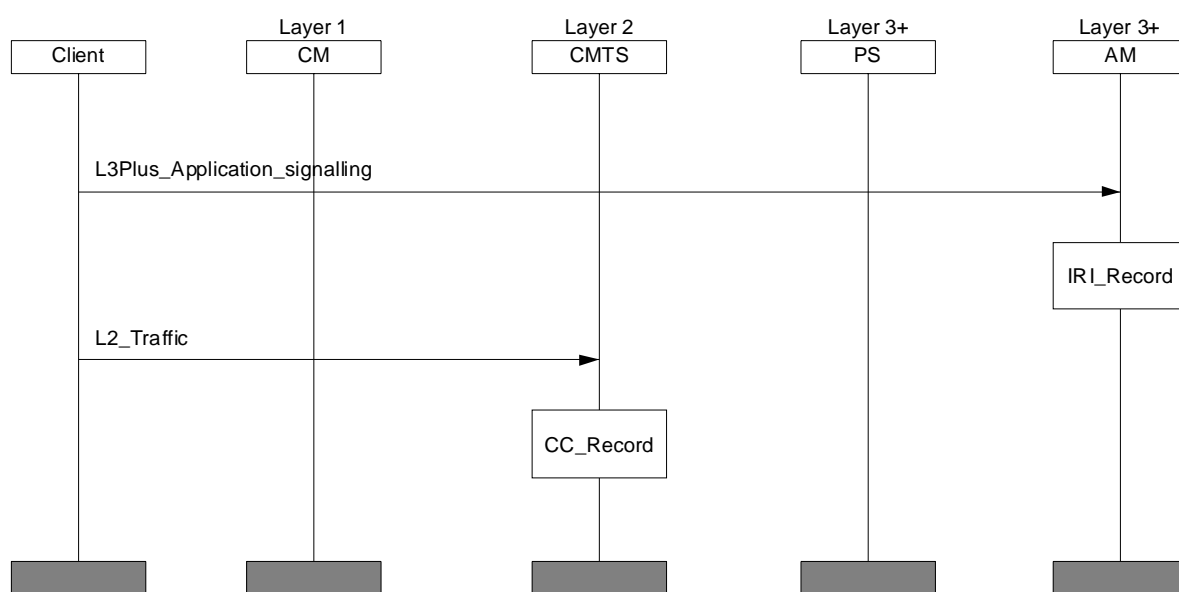 Layer 1
Layer 2
Layer 3+
Layer 3+
Client
CM
CMTS
PS
AM
L3Plus_Application_signalling
IRI_Record
L2_Traffic
CC_Record